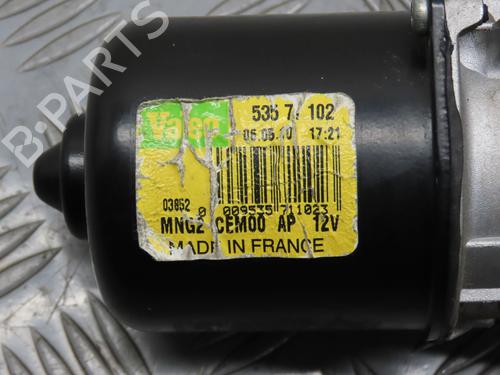 Valeo
535 7. 102
06.05.10 17:21
03852
0 009535 711023
MNG2 CEM00 AP 12V
MADE IN FRANCE
B-PARTS